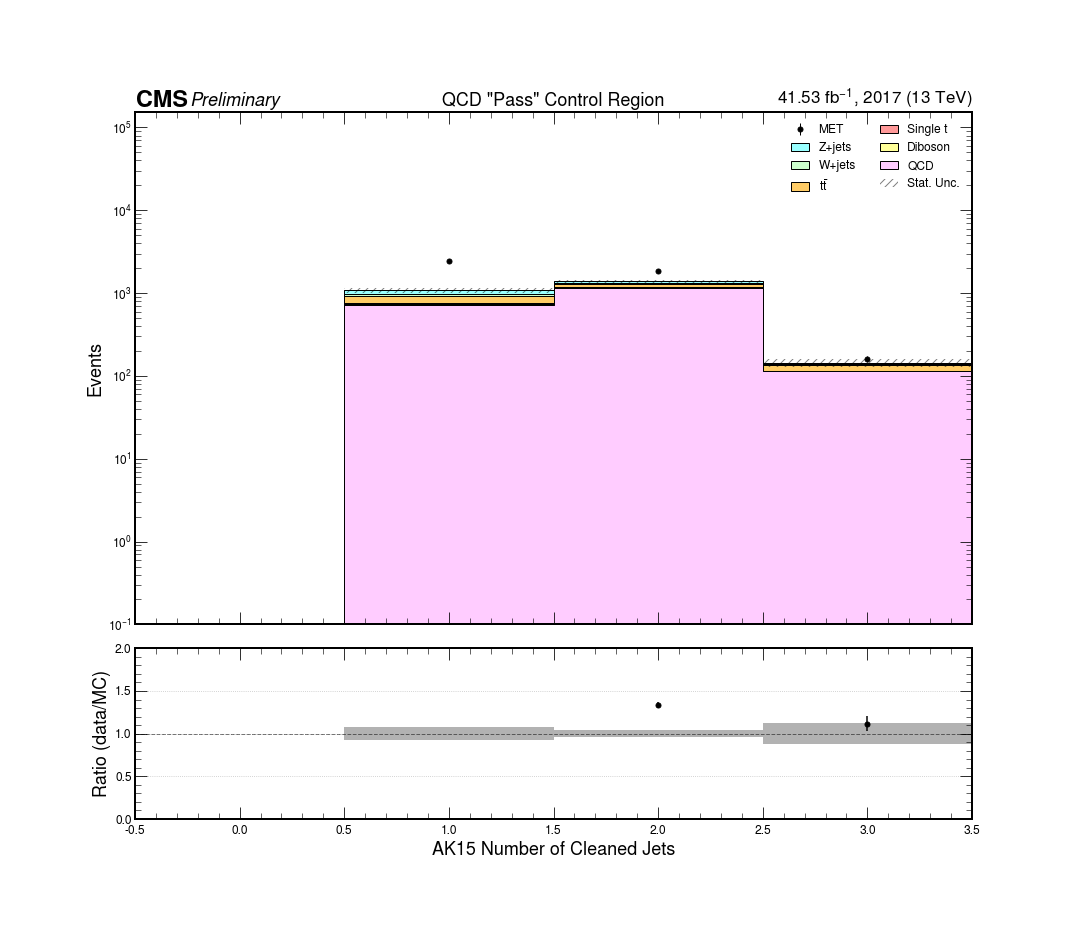 CMS Preliminary QCD "Pass" Control Region 41.53 fb⁻¹, 2017 (13 TeV)
MET
Z+jets
W+jets
tt̄
Single t
Diboson
QCD
Stat. Unc.
Events
10⁵
10⁴
10³
10²
10¹
10⁰
10⁻¹
Ratio (data/MC)
2.0
1.5
1.0
0.5
0.0
-0.5 0.0 0.5 1.0 1.5 2.0 2.5 3.0 3.5
AK15 Number of Cleaned Jets